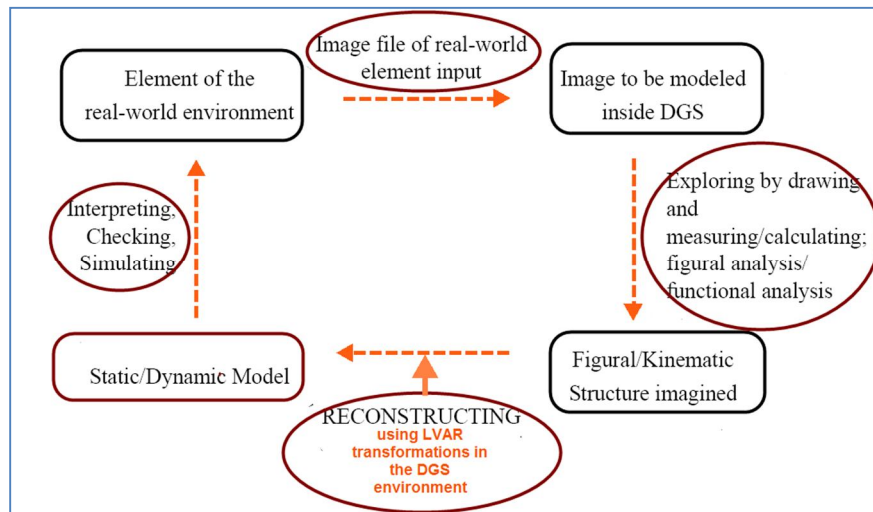 Image file of real-world
element input
Element of the
real-world environment
Image to be modeled
inside DGS
Interpreting,
Checking,
Simulating
Exploring by drawing
and
measuring/calculating;
figural analysis/
functional analysis
Static/Dynamic Model
Figural/Kinematic
Structure imagined
RECONSTRUCTING
using LVAR
transformations in
the DGS
environment